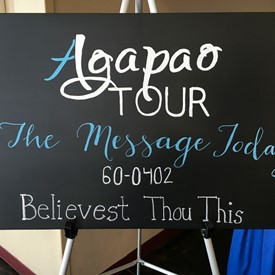 Agapao
TOUR
The Message Today
60-0402
Believest Thou This